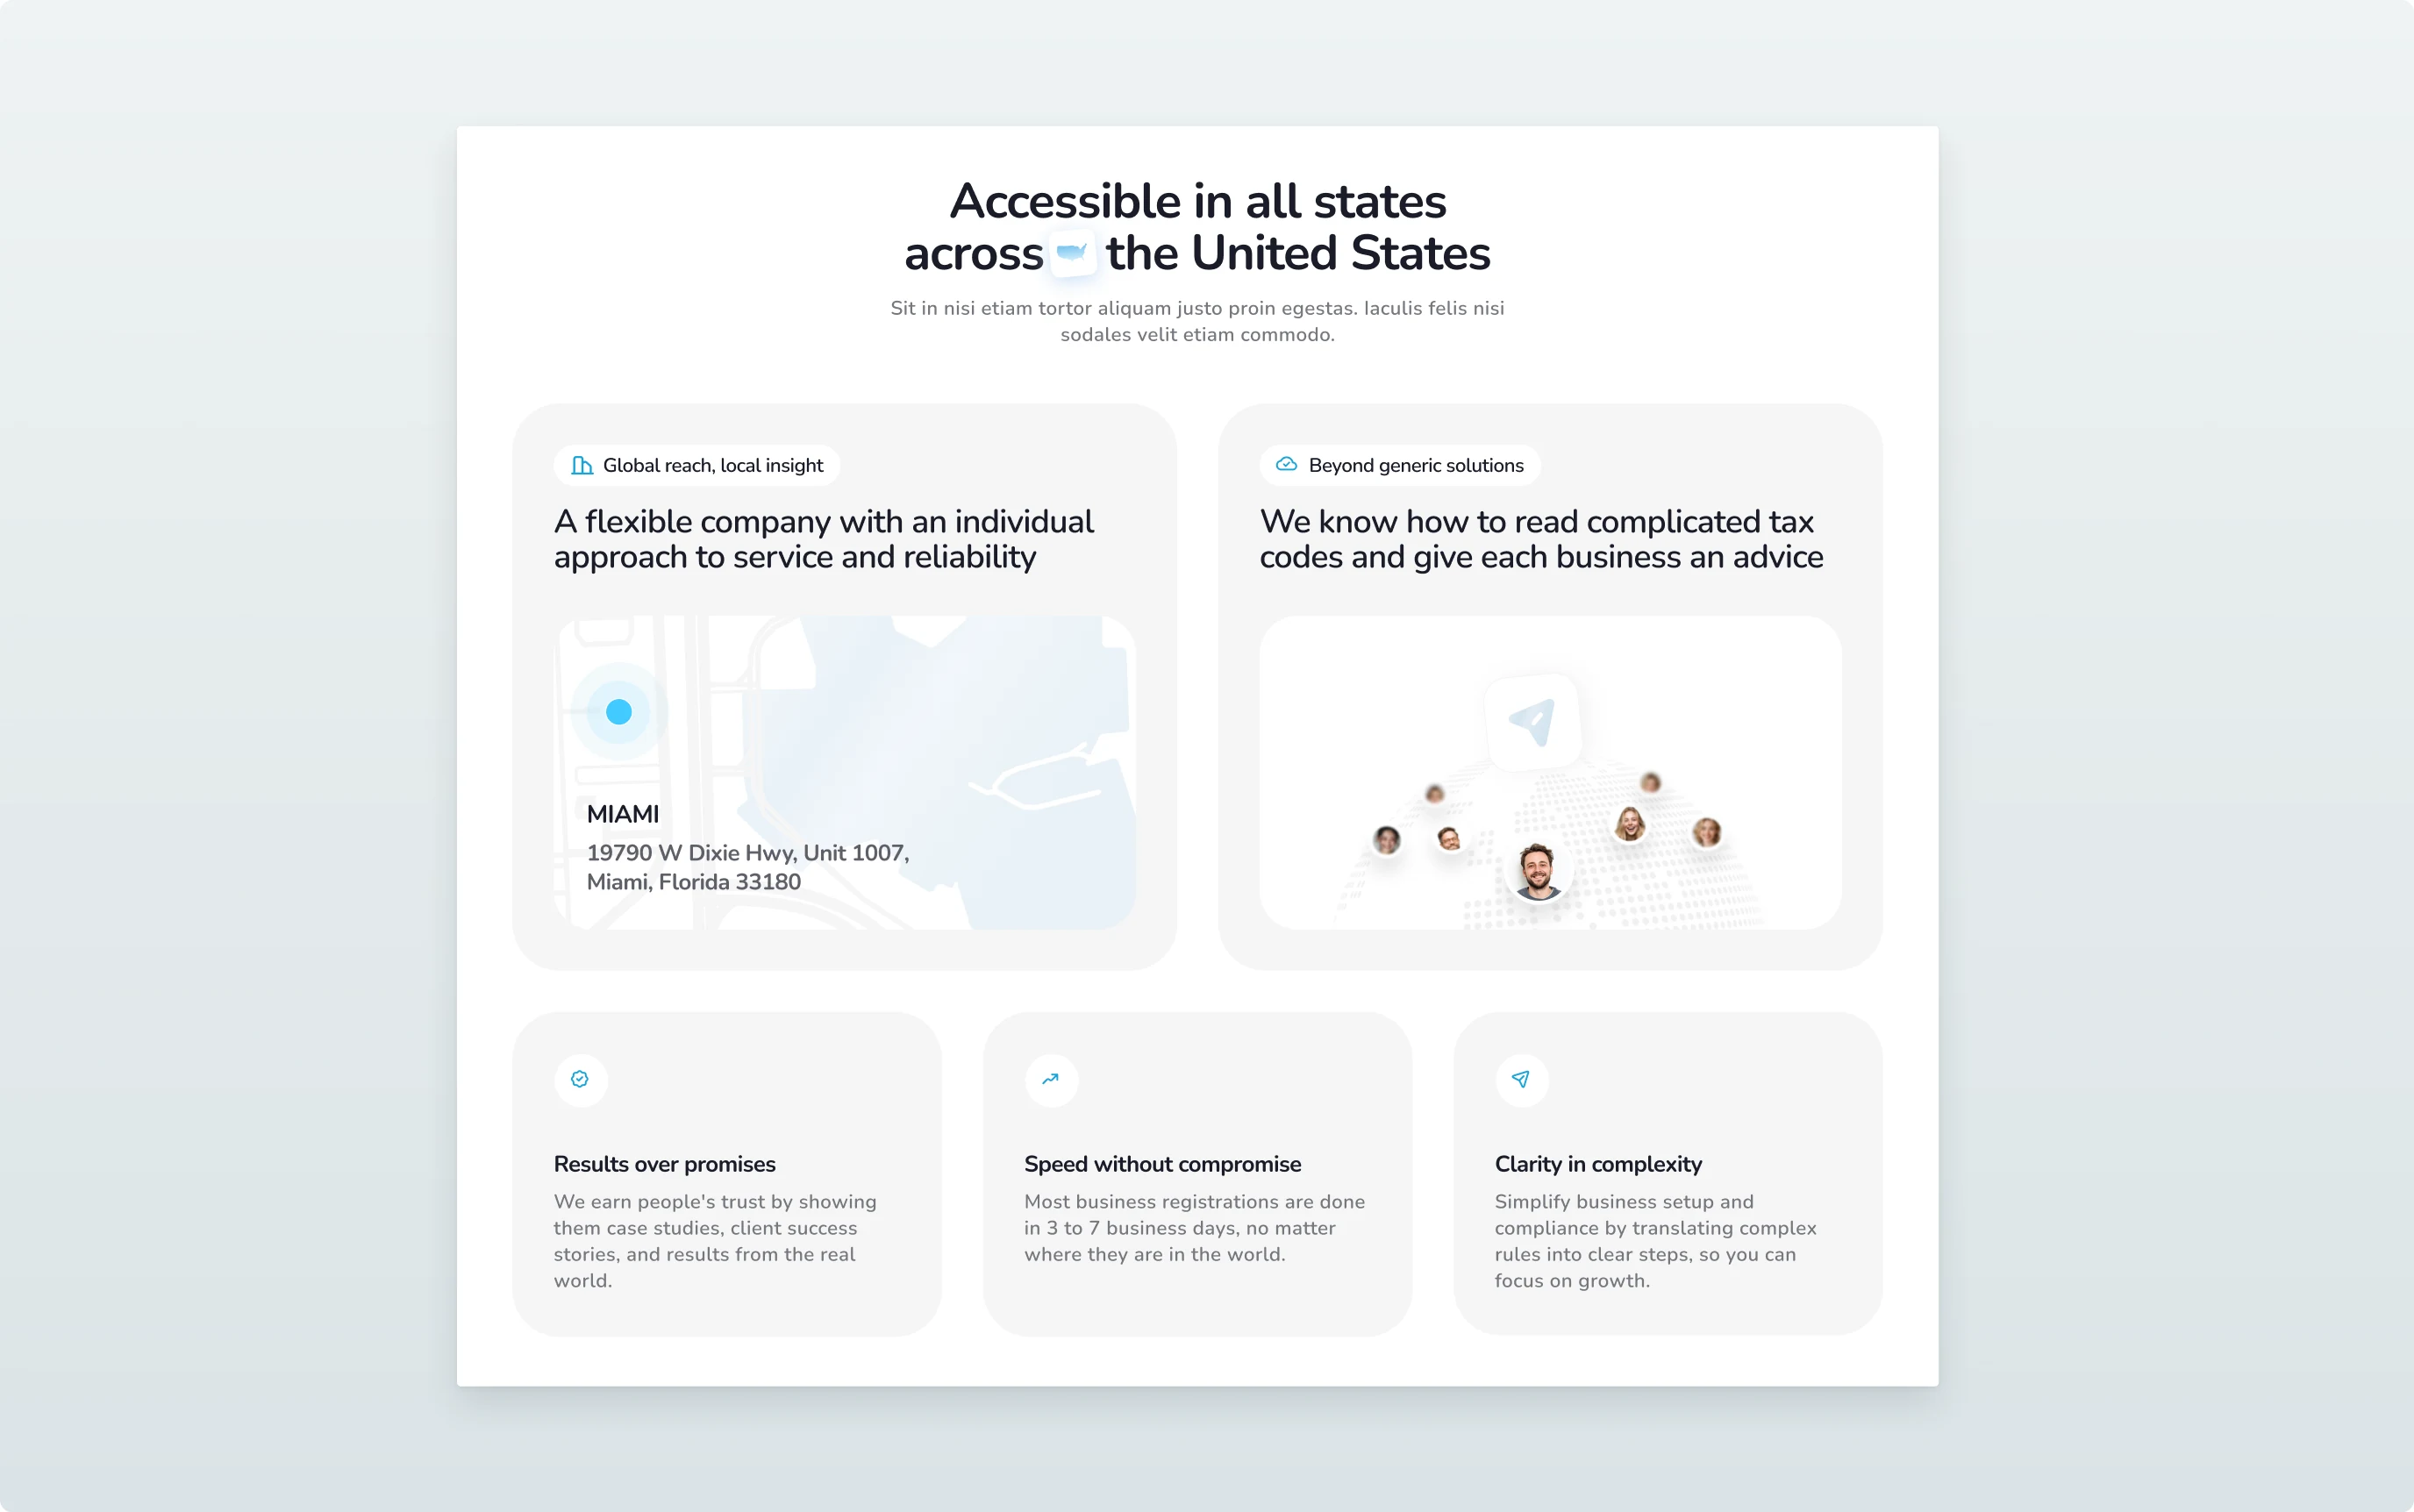 Accessible in all states
across the United States
Sit in nisi etiam tortor aliquam justo proin egestas. Iaculis felis nisi
sodales velit etiam commodo.
Global reach, local insight
A flexible company with an individual
approach to service and reliability
MIAMI
19790 W Dixie Hwy, Unit 1007,
Miami, Florida 33180
Beyond generic solutions
We know how to read complicated tax
codes and give each business an advice
Results over promises
We earn people's trust by showing
them case studies, client success
stories, and results from the real
world.
Speed without compromise
Most business registrations are done
in 3 to 7 business days, no matter
where they are in the world.
Clarity in complexity
Simplify business setup and
compliance by translating complex
rules into clear steps, so you can
focus on growth.